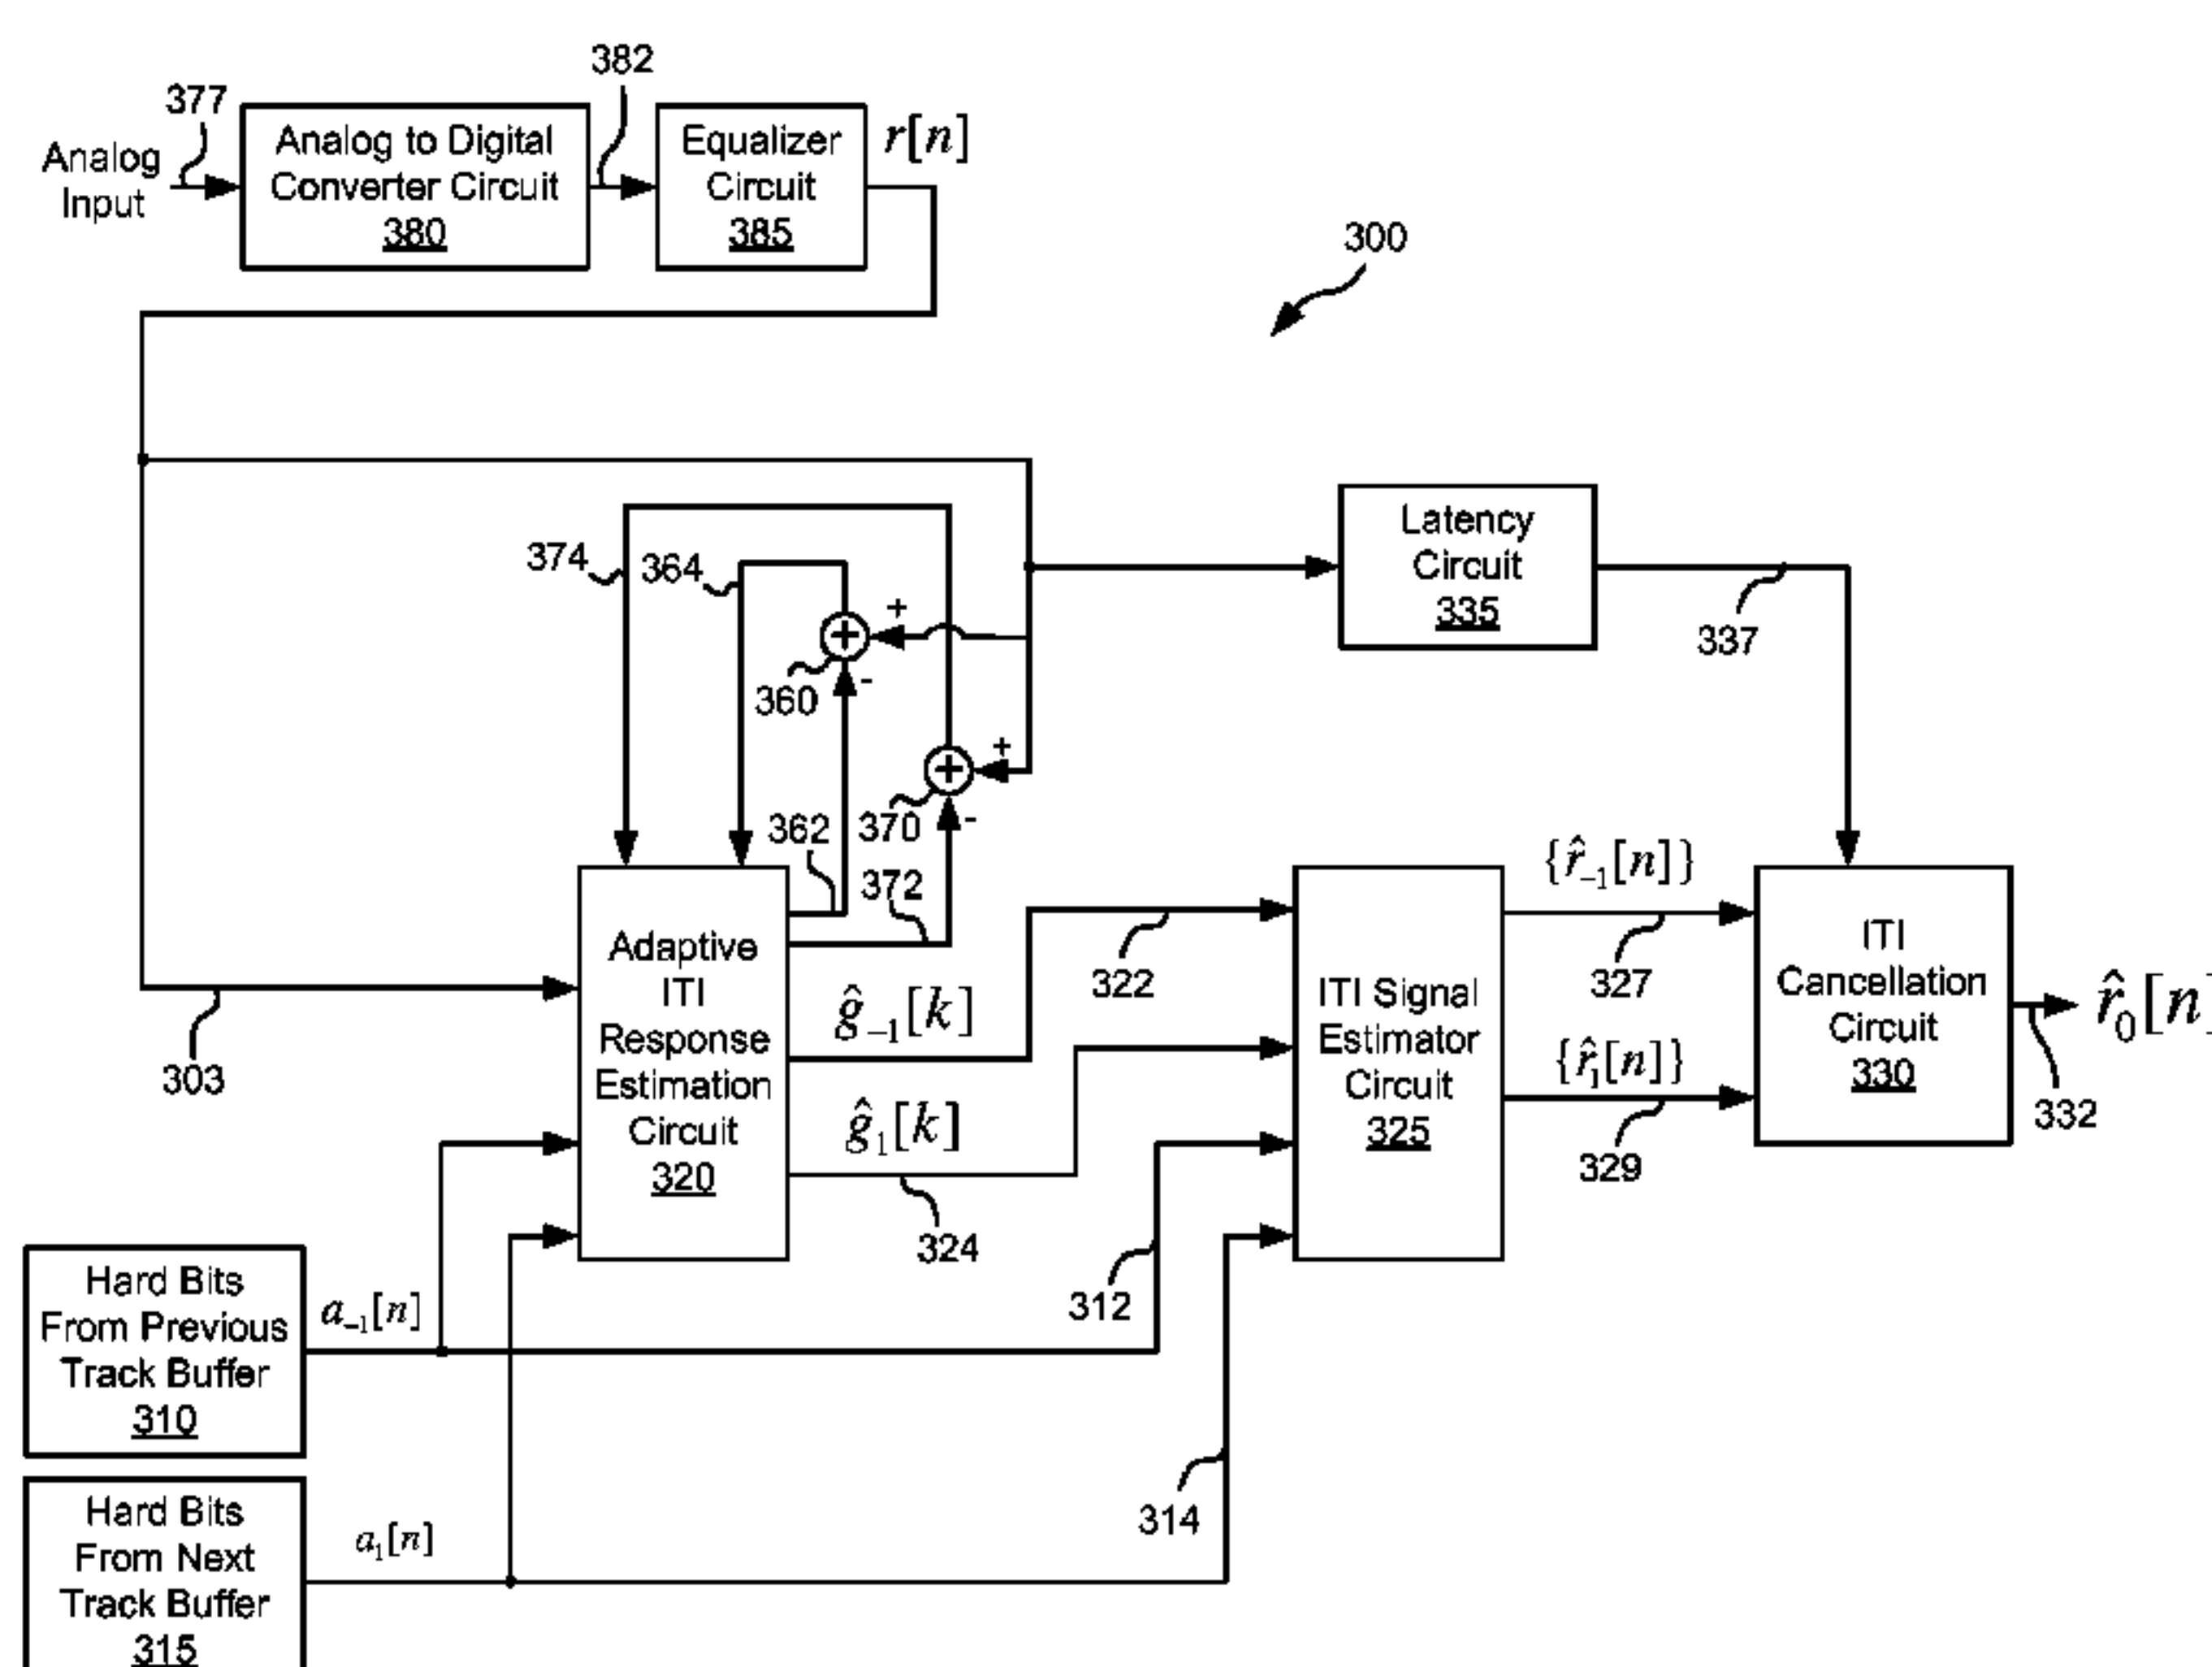 377
382
Analog
Input
Analog to Digital
Converter Circuit
380
Equalizer
Circuit
385
r[n]
300
374
364
+
+
360
-
Latency
Circuit
335
337
+
+
370
-
362
372
303
Adaptive
ITI
Response
Estimation
Circuit
320
ĝ₋₁[k]
ĝ₁[k]
322
324
312
314
ITI Signal
Estimator
Circuit
325
{r̂₋₁[n]}
327
{r̂₁[n]}
329
ITI
Cancellation
Circuit
330
r̂₀[n]
332
Hard Bits
From Previous
Track Buffer
310
a₋₁[n]
Hard Bits
From Next
Track Buffer
315
a₁[n]